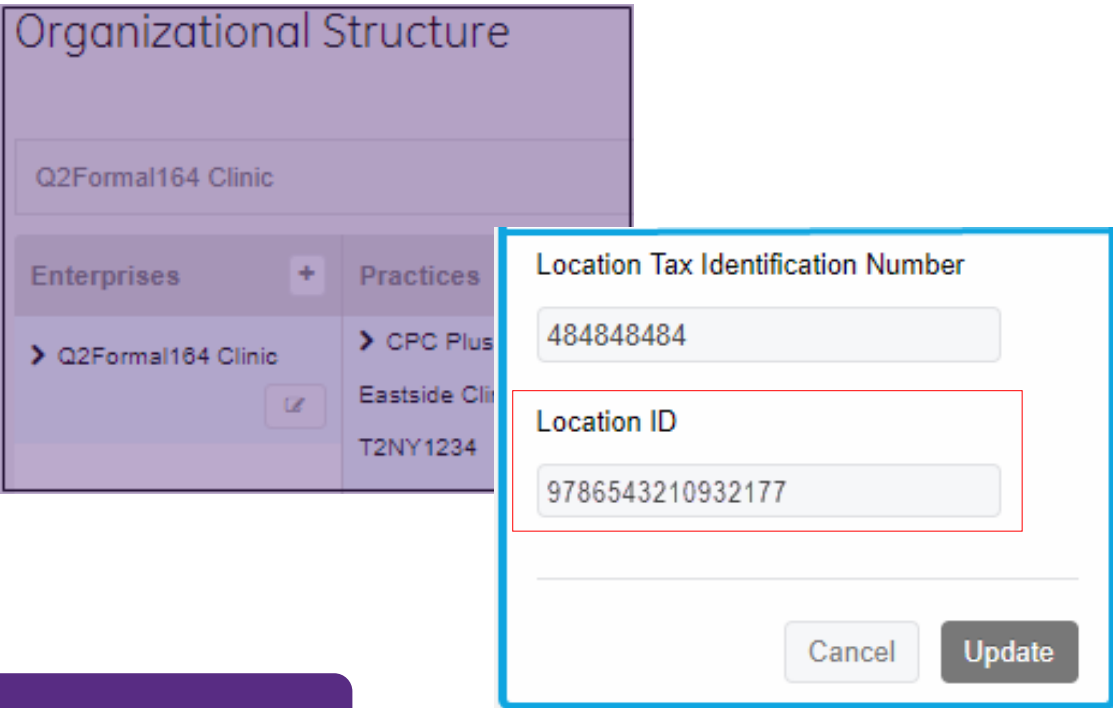 Organizational Structure
Q2Formal164 Clinic
Enterprises +
Practices
Q2Formal164 Clinic
CPC Plus
Eastside
T2NY1234
Location Tax Identification Number
484848484
Location ID
9786543210932177
Cancel Update